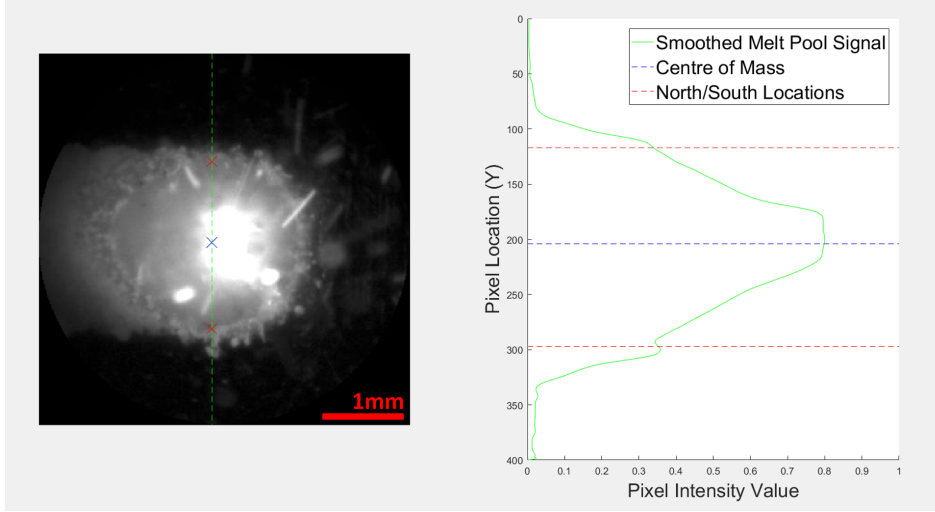 1mm
Smoothed Melt Pool Signal
Centre of Mass
North/South Locations
Pixel Location (Y)
0
50
100
150
200
250
300
350
400
0 0.1 0.2 0.3 0.4 0.5 0.6 0.7 0.8 0.9 1
Pixel Intensity Value